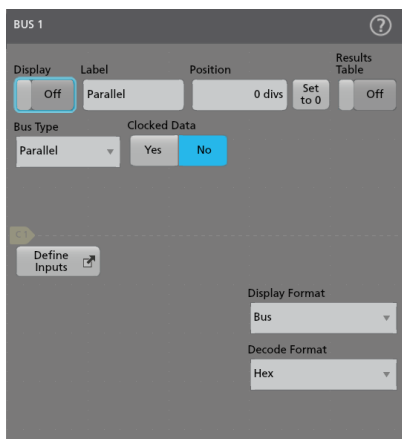 BUS 1
?
Display
Label
Position
Results
Table
Off
Parallel
0 divs
Set
to 0
Off
Bus Type
Clocked Data
Parallel
Yes
No
C1
Define
Inputs
Display Format
Bus
Decode Format
Hex